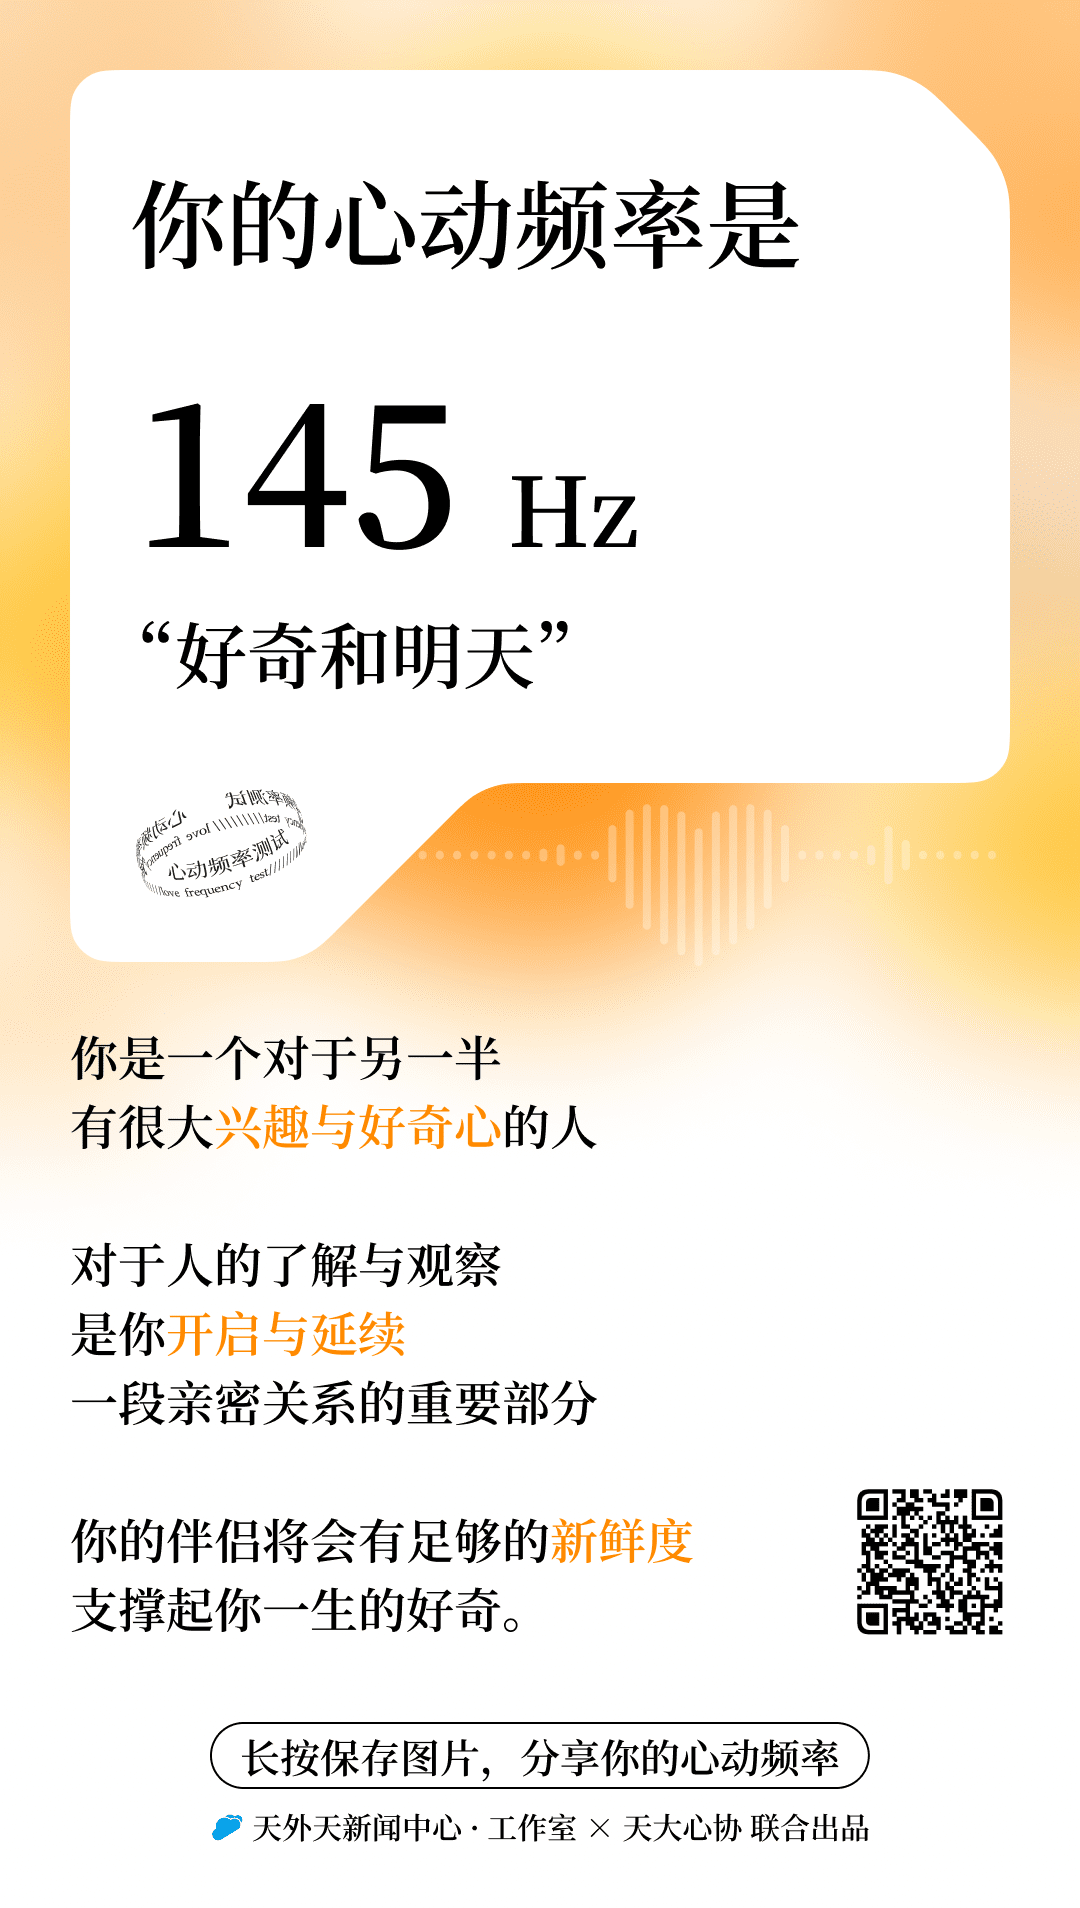 你的心动频率是
145 Hz
“好奇和明天”
心动频率测试
love frequency test
你是一个对于另一半
有很大兴趣与好奇心的人
对于人的了解与观察
是你开启与延续
一段亲密关系的重要部分
你的伴侣将会有足够的新鲜度
支撑起你一生的好奇。
长按保存图片，分享你的心动频率
天外天新闻中心 · 工作室 × 天大心协 联合出品